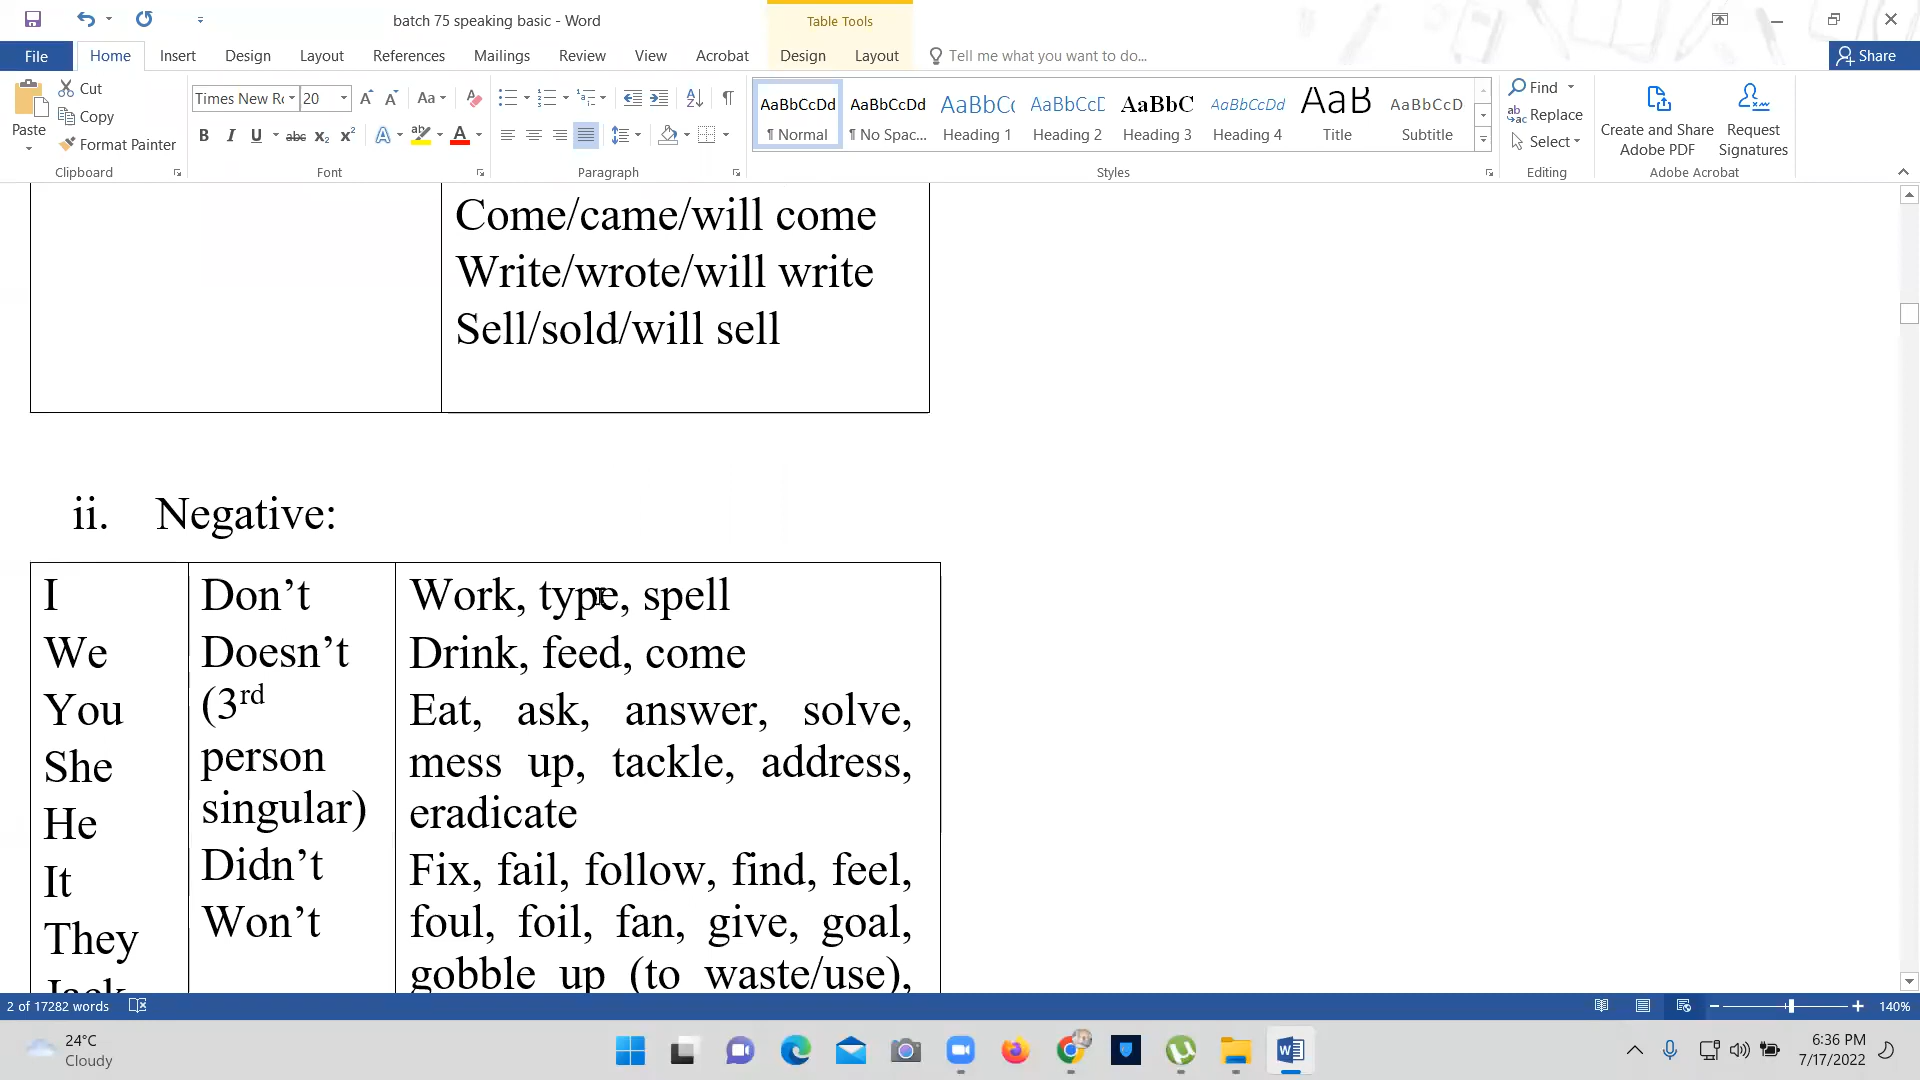 batch 75 speaking basic - Word
Table Tools
File Home Insert Design Layout References Mailings Review View Acrobat Design Layout Tell me what you want to do... Share
Paste
Cut
Copy
Format Painter
Clipboard
Times New Ro 20
Font
Paragraph
AaBbCcDd AaBbCcDd AaBbCc AaBbCcD AaBbC AaBbCcDd AaB AaBbCcD
¶ Normal ¶ No Spac... Heading 1 Heading 2 Heading 3 Heading 4 Title Subtitle
Styles
Find
Replace
Select
Editing
Create and Share Adobe PDF
Request Signatures
Adobe Acrobat
Come/came/will come
Write/wrote/will write
Sell/sold/will sell
ii. Negative:
I
We
You
She
He
It
They
Jack
Don’t
Doesn’t
(3rd
person
singular)
Didn’t
Won’t
Work, type, spell
Drink, feed, come
Eat, ask, answer, solve,
mess up, tackle, address,
eradicate
Fix, fail, follow, find, feel,
foul, foil, fan, give, goal,
gobble up (to waste/use),
2 of 17282 words
140%
24°C
Cloudy
6:36 PM
7/17/2022